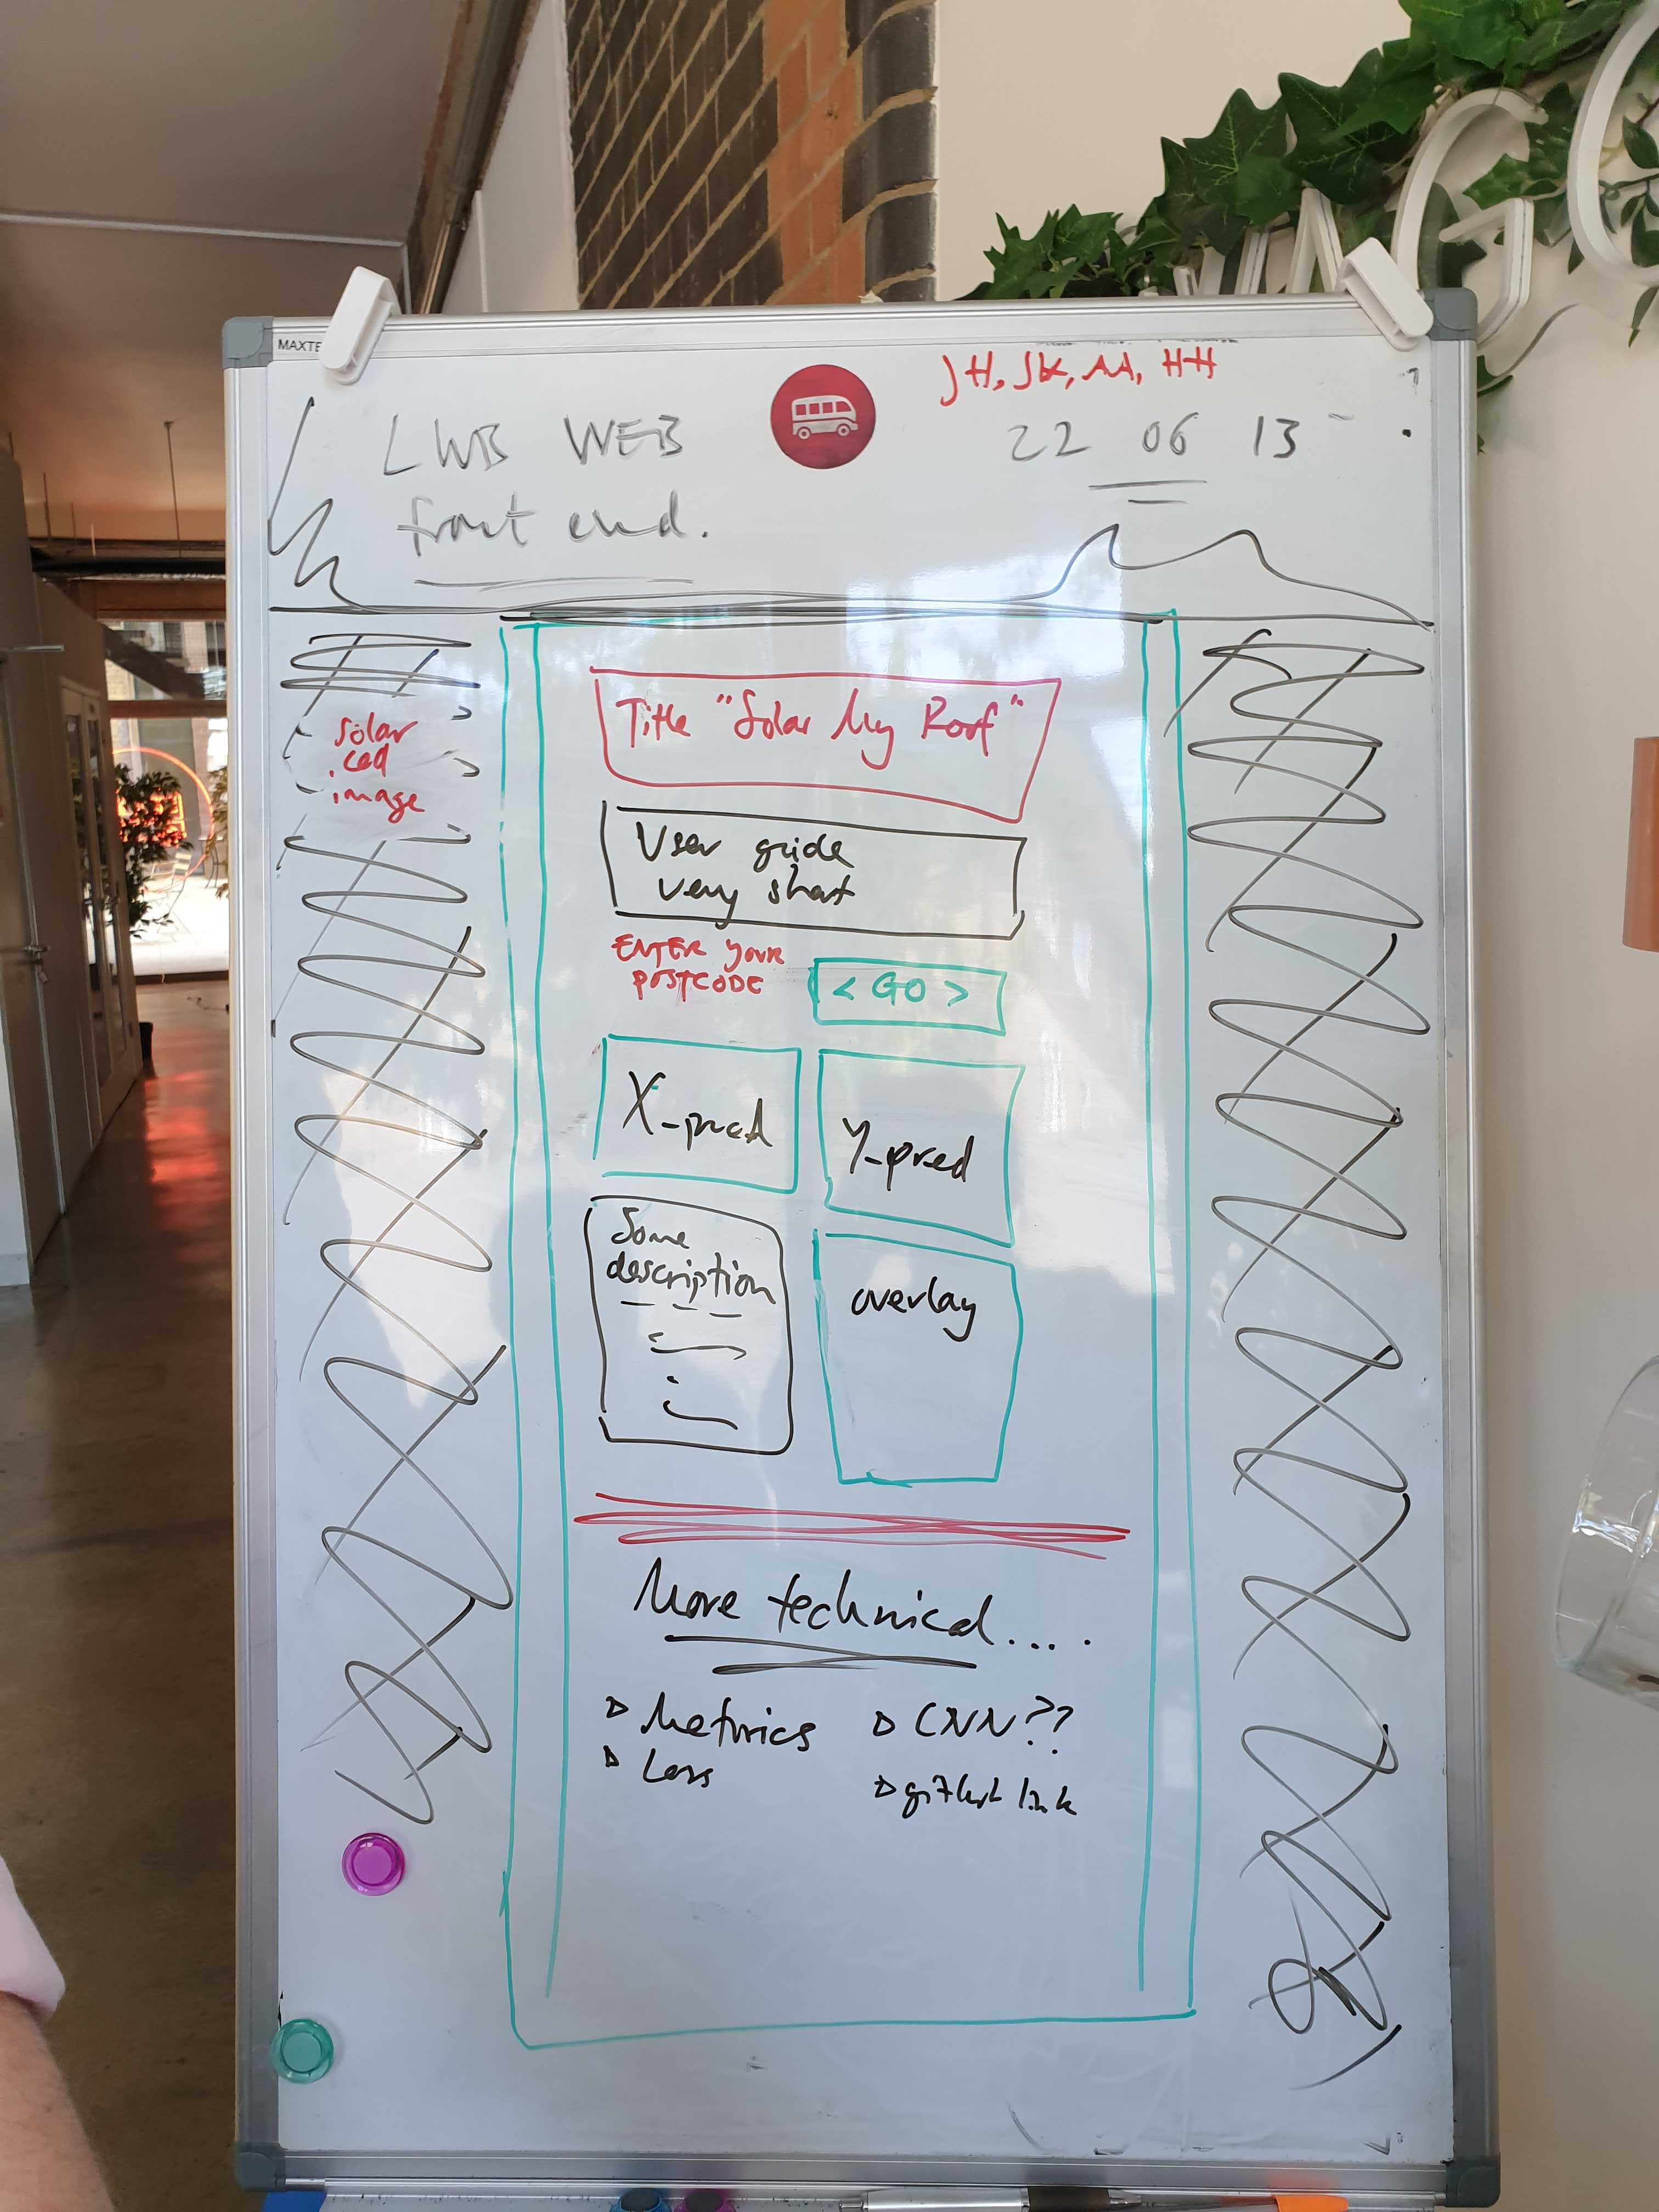 MAXTE
JH, SK, AA, HH
LWB WEB
front end.
22 06 13
Solar
ced
image
Title "Solar My Roof"
User guide
very short
ENTER YOUR
POSTCODE
< GO >
X_pred
Y_pred
Some
description
overlay
More technical....
Metrics
Loss
CNN??
github link